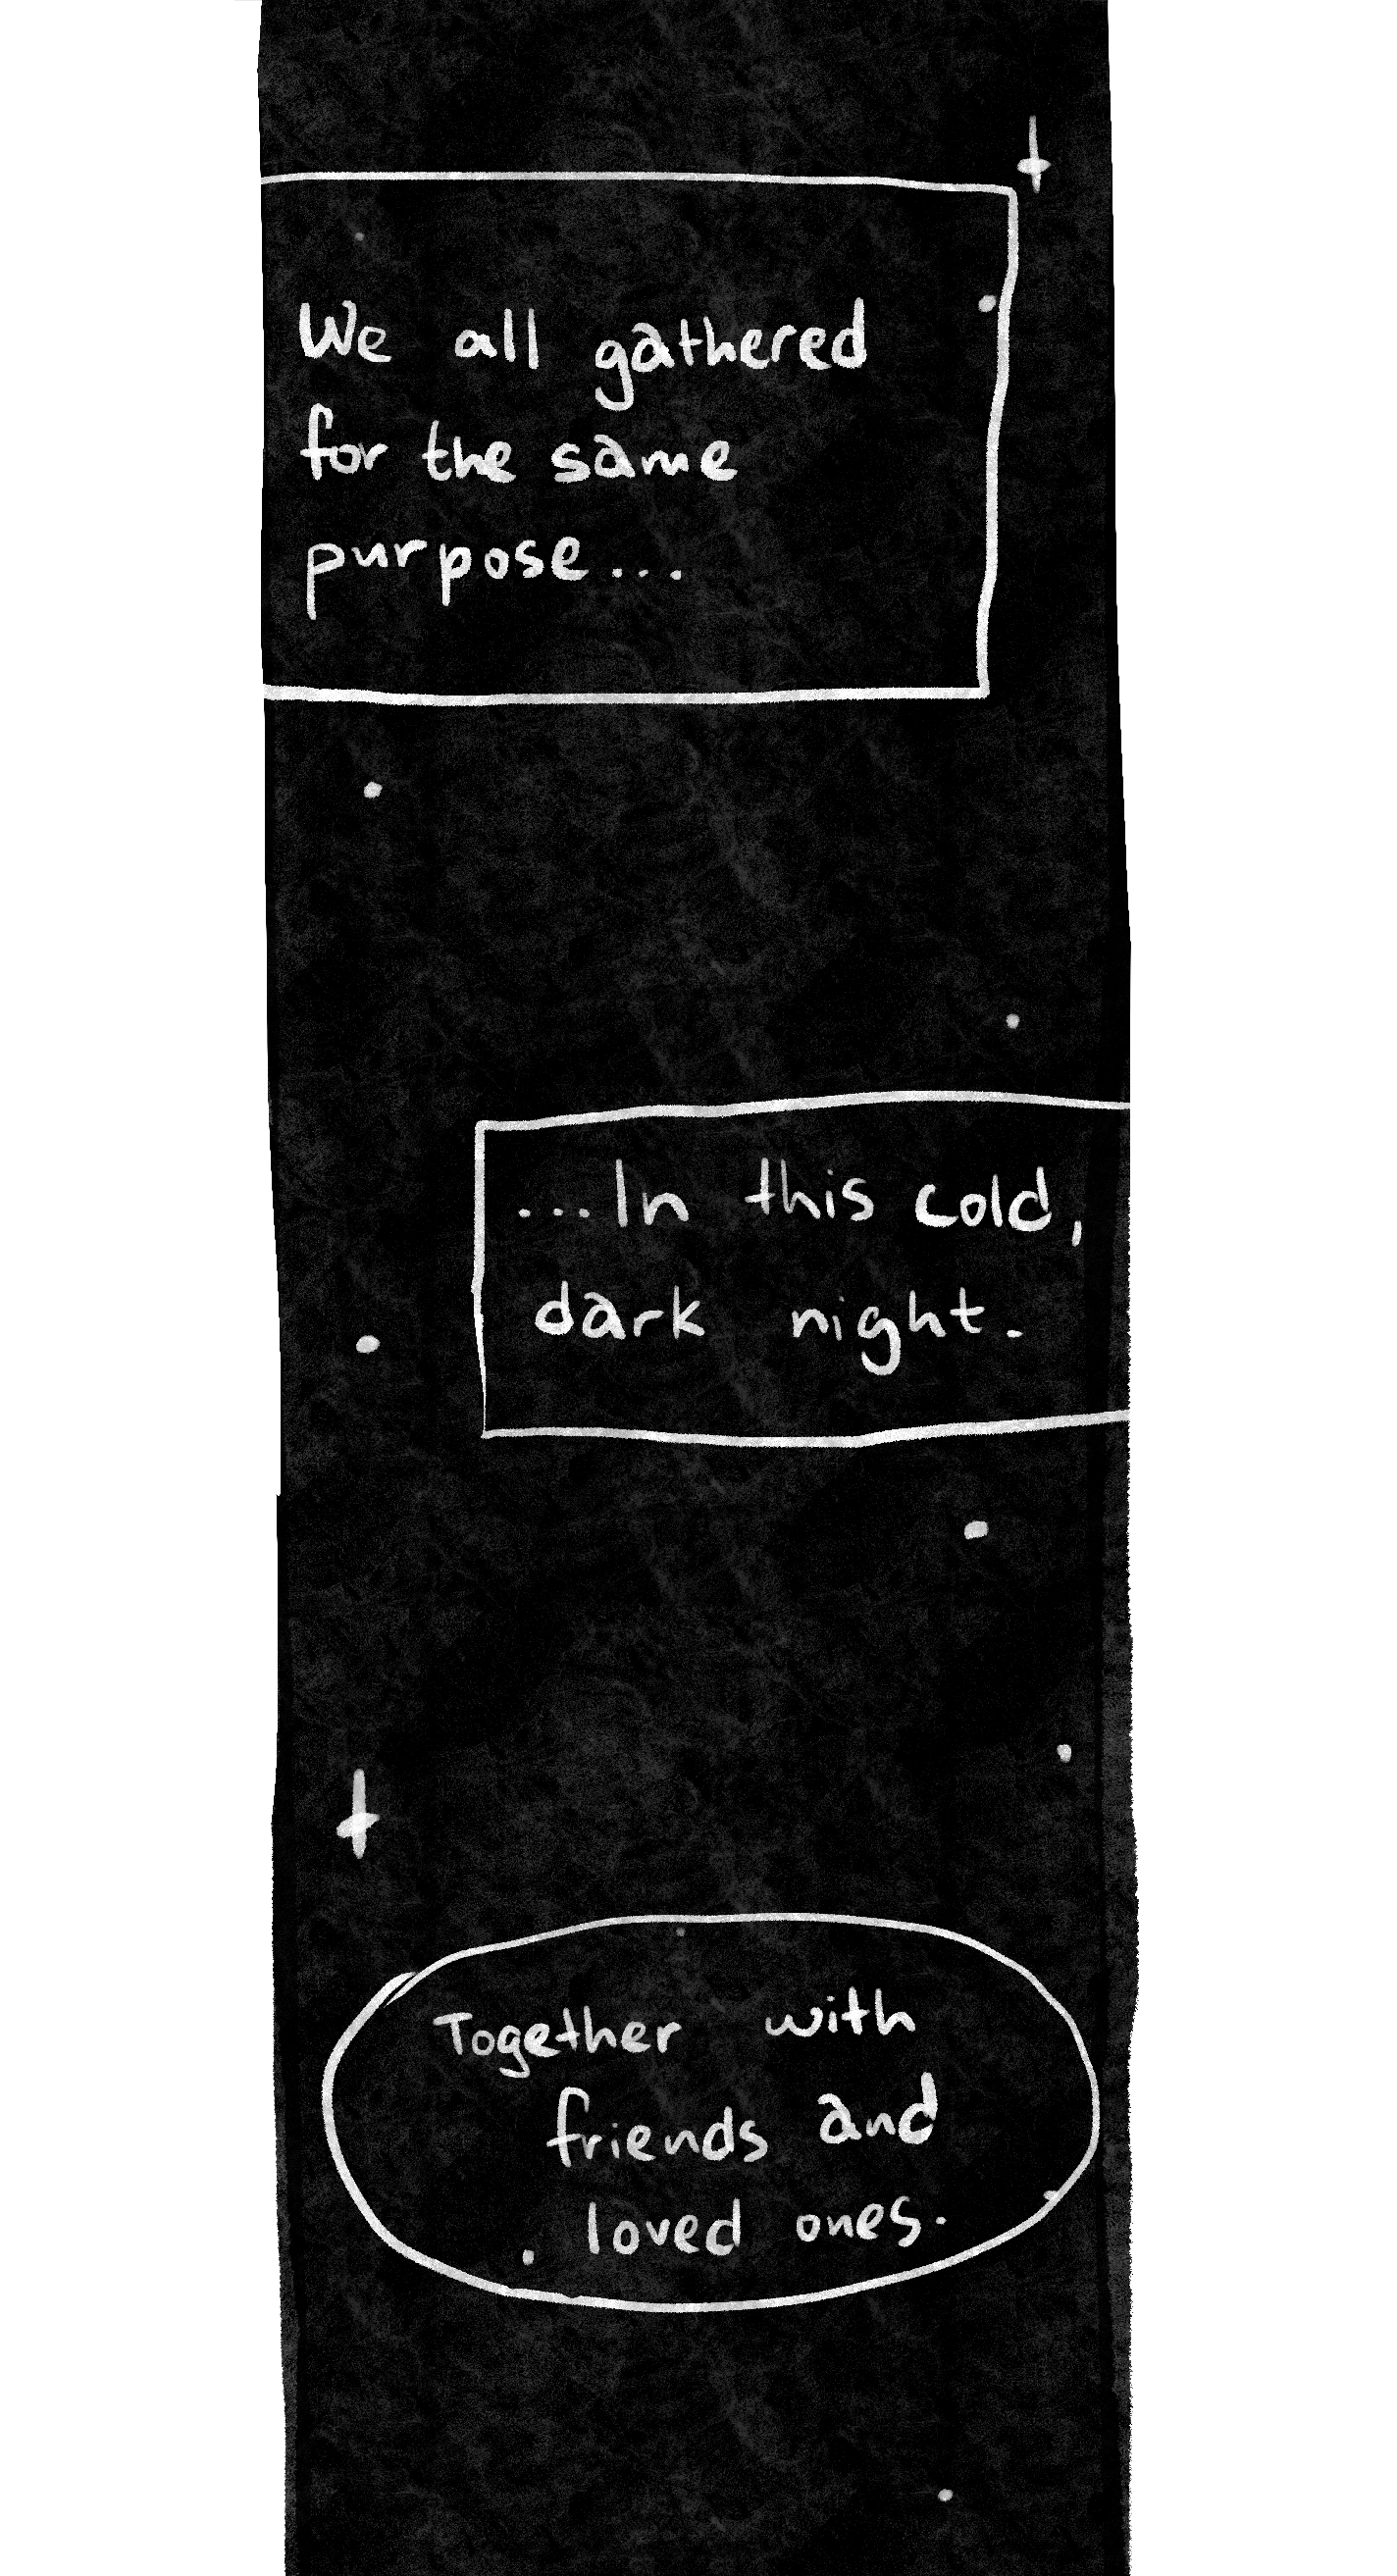 We all gathered
for the same
purpose...
...In this cold,
dark night.
Together with
friends and
loved ones.